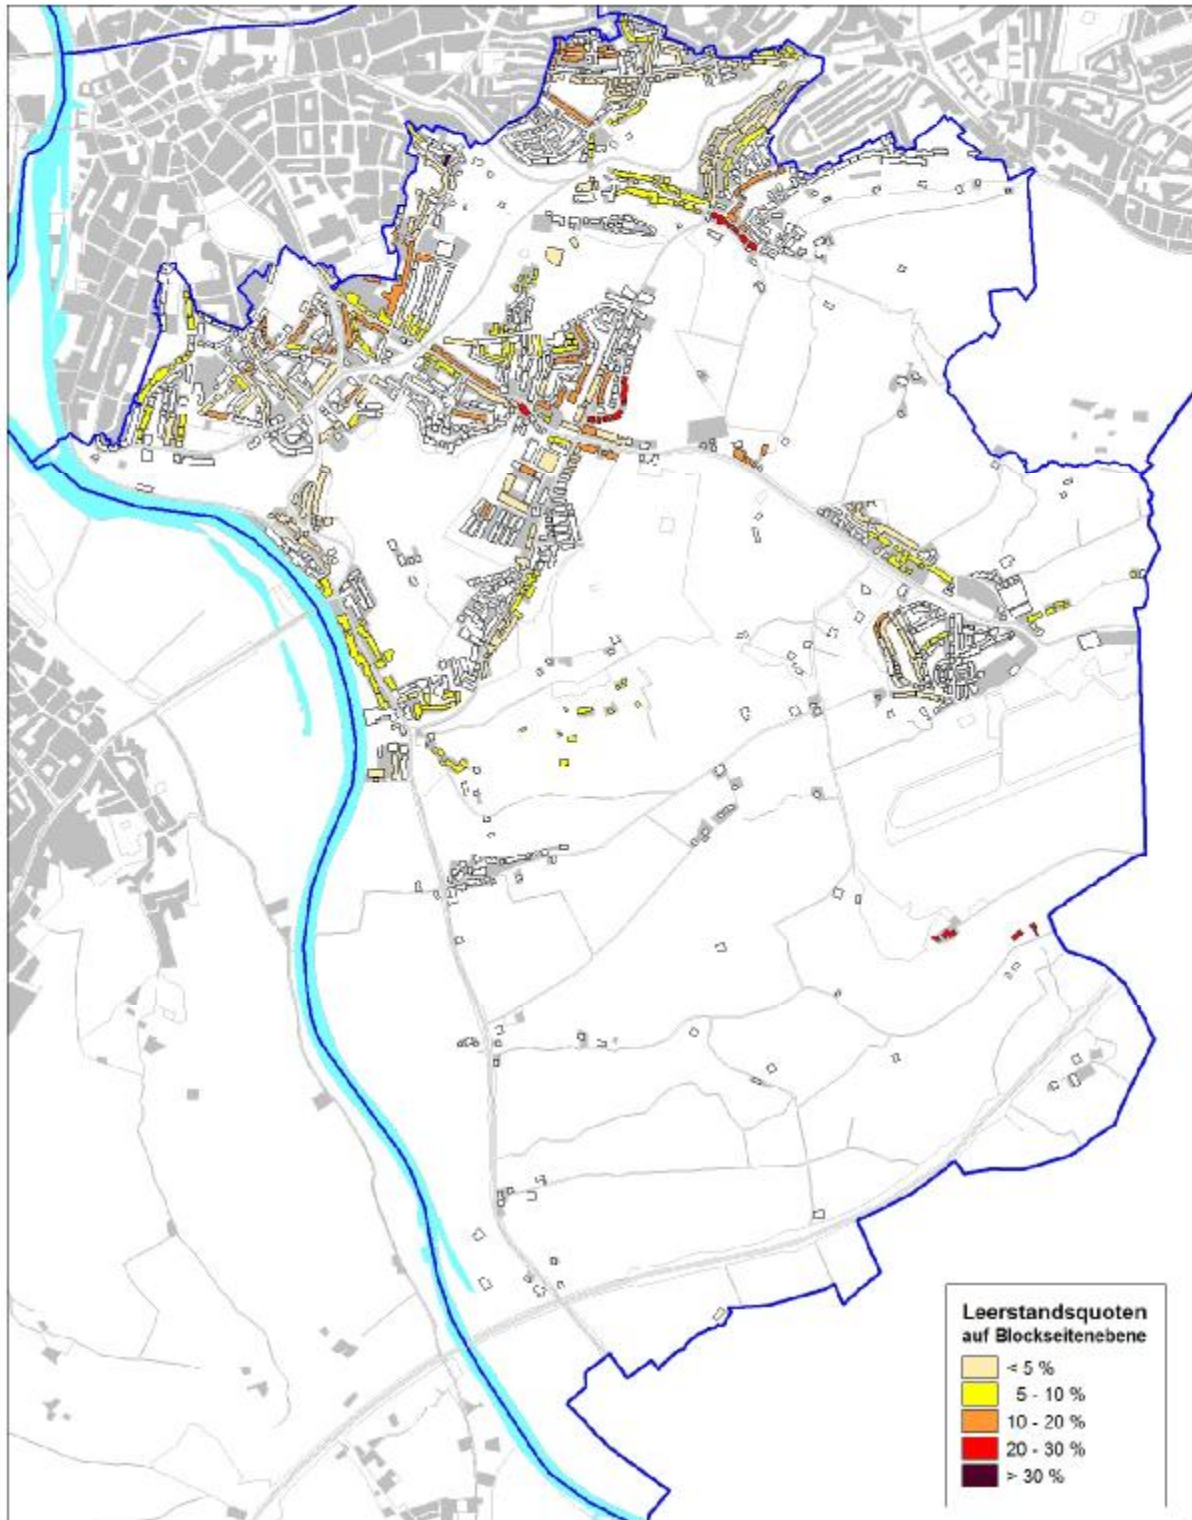 Leerstandsquoten
auf Blockseitenebene
< 5 %
5 - 10 %
10 - 20 %
20 - 30 %
> 30 %